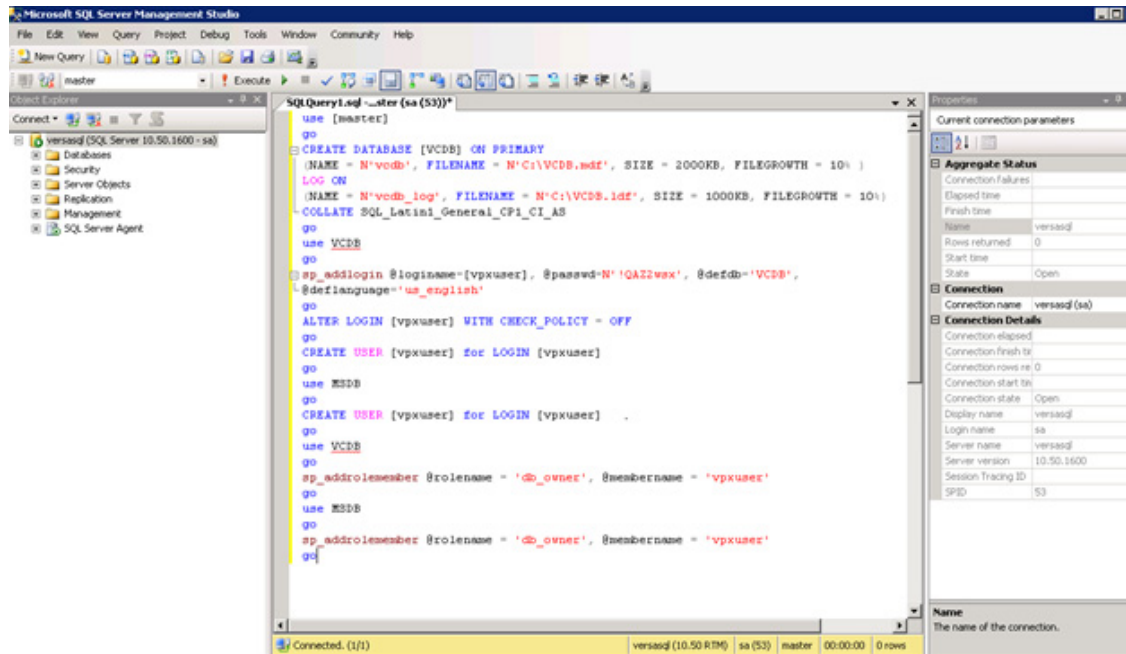 Microsoft SQL Server Management Studio
File Edit View Query Project Debug Tools Window Community Help
New Query
master Execute
Object Explorer
Connect
versasql (SQL Server 10.50.1600 - sa)
Databases
Security
Server Objects
Replication
Management
SQL Server Agent
SQLQuery1.sql -...ster (sa (53))*
use [master]
go
CREATE DATABASE [VCDB] ON PRIMARY
(NAME = N'vcdb', FILENAME = N'C:\VCDB.mdf', SIZE = 2000KB, FILEGROWTH = 10% )
LOG ON
(NAME = N'vcdb_log', FILENAME = N'C:\VCDB.ldf', SIZE = 1000KB, FILEGROWTH = 10%)
COLLATE SQL_Latin1_General_CP1_CI_AS
go
use VCDB
go
sp_addlogin @loginame=[vpxuser], @passwd=N'!QAZ2wsx', @defdb='VCDB',
@deflanguage='us_english'
go
ALTER LOGIN [vpxuser] WITH CHECK_POLICY = OFF
go
CREATE USER [vpxuser] for LOGIN [vpxuser]
go
use MSDB
go
CREATE USER [vpxuser] for LOGIN [vpxuser]
go
use VCDB
go
sp_addrolemember @rolename = 'db_owner', @membername = 'vpxuser'
go
use MSDB
go
sp_addrolemember @rolename = 'db_owner', @membername = 'vpxuser'
go
Connected. (1/1) versasql (10.50 RTM) sa (53) master 00:00:00 0 rows
Properties
Current connection parameters
Aggregate Status
Connection failures
Elapsed time
Finish time
Name versasql
Rows returned 0
Start time
State Open
Connection
Connection name versasql (sa)
Connection Details
Connection elapsed
Connection finish ti
Connection rows re 0
Connection start tin
Connection state Open
Display name versasql
Login name sa
Server name versasql
Server version 10.50.1600
Session Tracing ID
SPID 53
Name
The name of the connection.